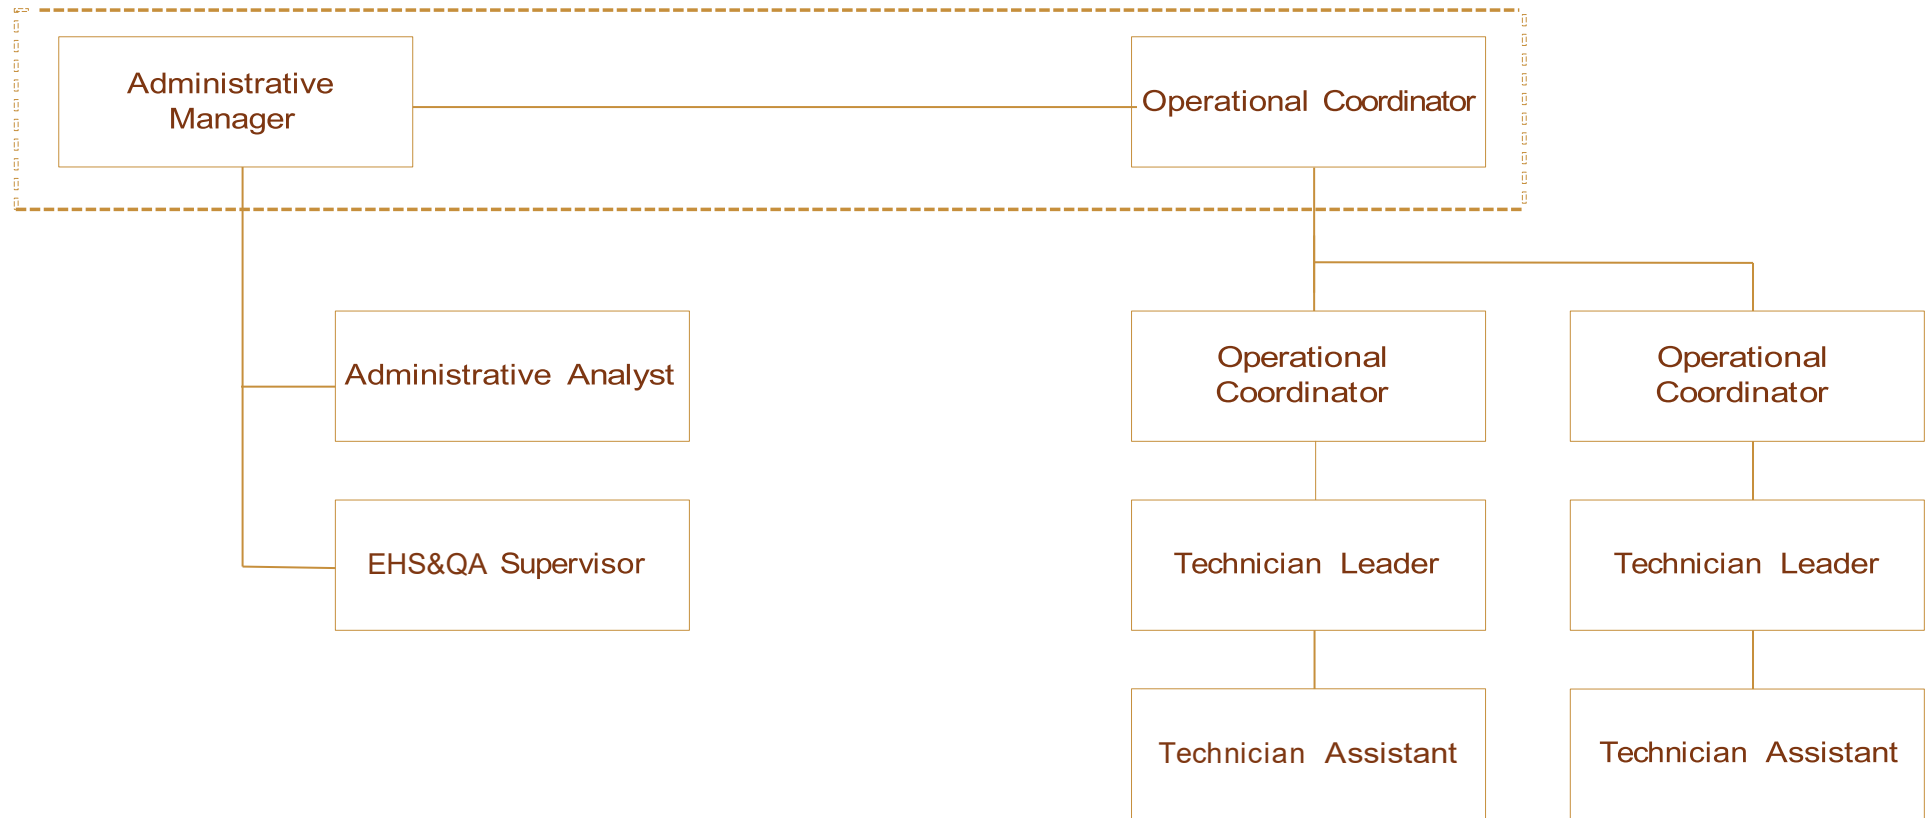 Administrative
Manager
Operational Coordinator
Administrative Analyst
Operational
Coordinator
Operational
Coordinator
EHS&QA Supervisor
Technician Leader
Technician Leader
Technician Assistant
Technician Assistant